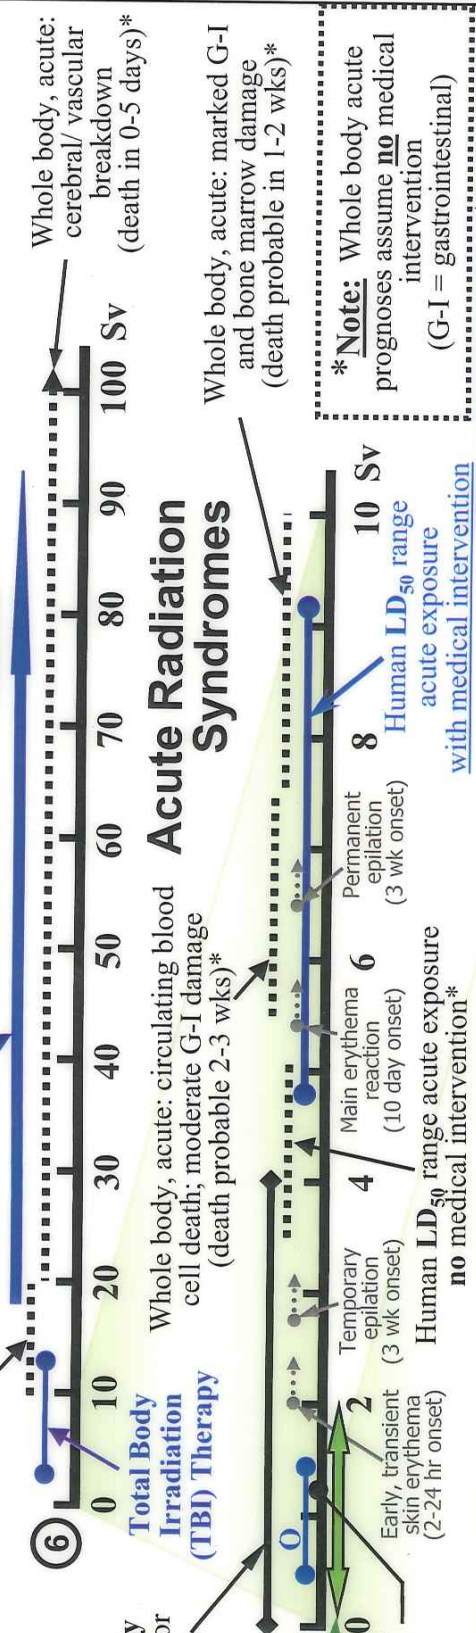 Whole body, acute:
cerebral/ vascular
breakdown
(death in 0-5 days)*
6
0 10 20 30 40 50 60 70 80 90 100 Sv
Total Body
Irradiation
(TBI) Therapy
Acute Radiation
Syndromes
Whole body, acute: circulating blood
cell death; moderate G-I damage
(death probable 2-3 wks)*
Whole body, acute: marked G-I
and bone marrow damage
(death probable in 1-2 wks)*
or
O
0 2 4 6 8 10 Sv
Early, transient
skin erythema
(2-24 hr onset)
Temporary
epilation
(3 wk onset)
Main erythema
reaction
(10 day onset)
Permanent
epilation
(3 wk onset)
Human LD50 range acute exposure
no medical intervention*
Human LD50 range
acute exposure
with medical intervention
*Note: Whole body acute
prognoses assume no medical
intervention
(G-I = gastrointestinal)